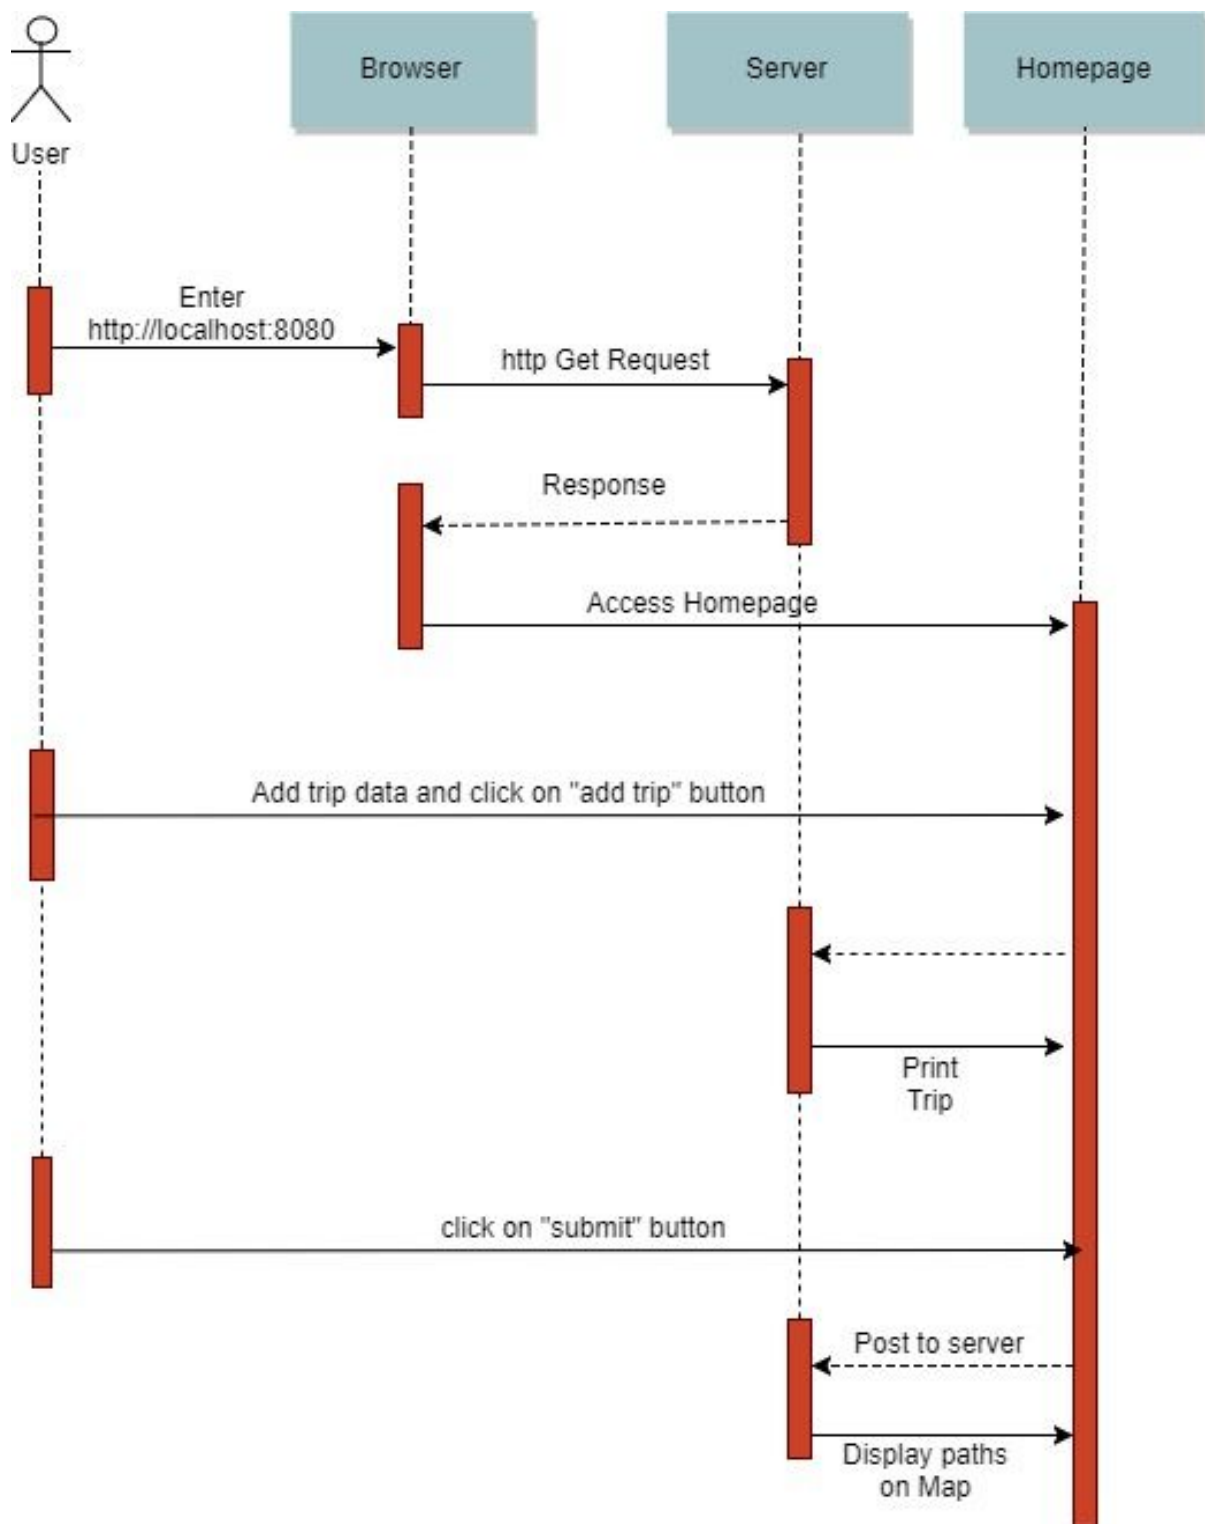 Browser
Server
Homepage
User
Enter
http://localhost:8080
http Get Request
Response
Access Homepage
Add trip data and click on "add trip" button
Print
Trip
click on "submit" button
Post to server
Display paths
on Map